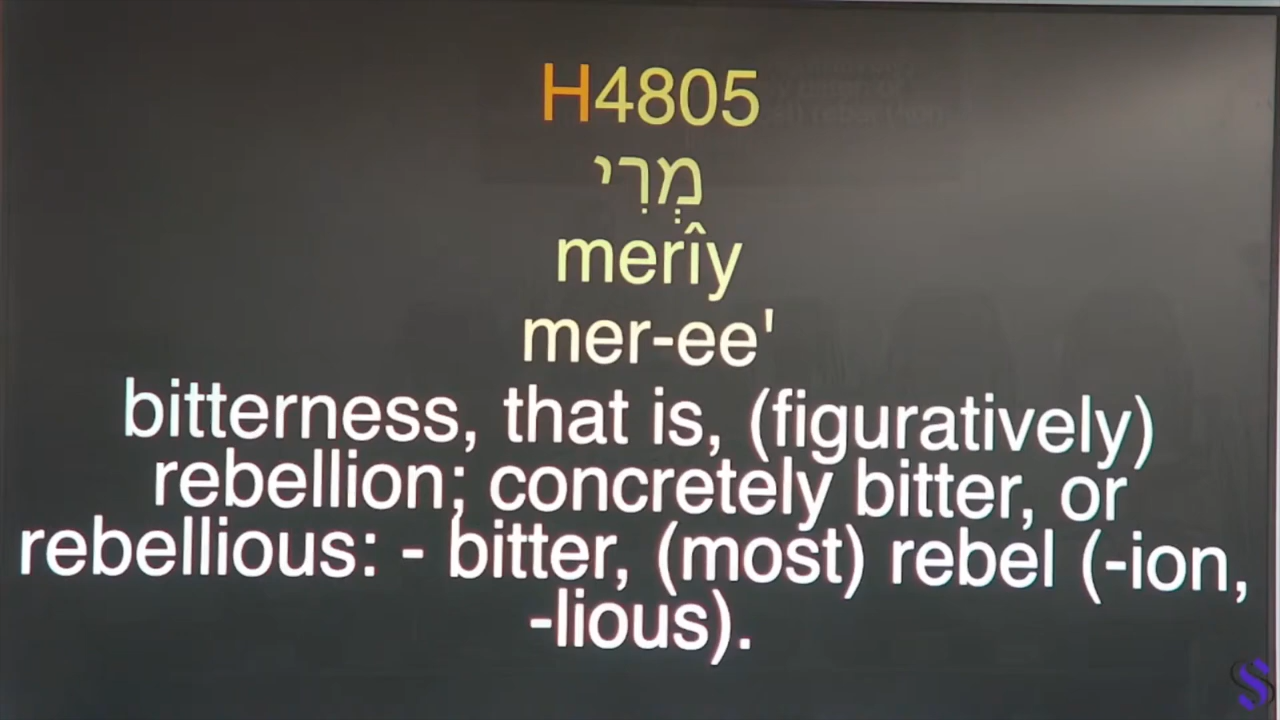 H4805
מְרִי
merîy
mer-ee'
bitterness, that is, (figuratively)
rebellion; concretely bitter, or
rebellious: - bitter, (most) rebel (-ion,
-lious).
S